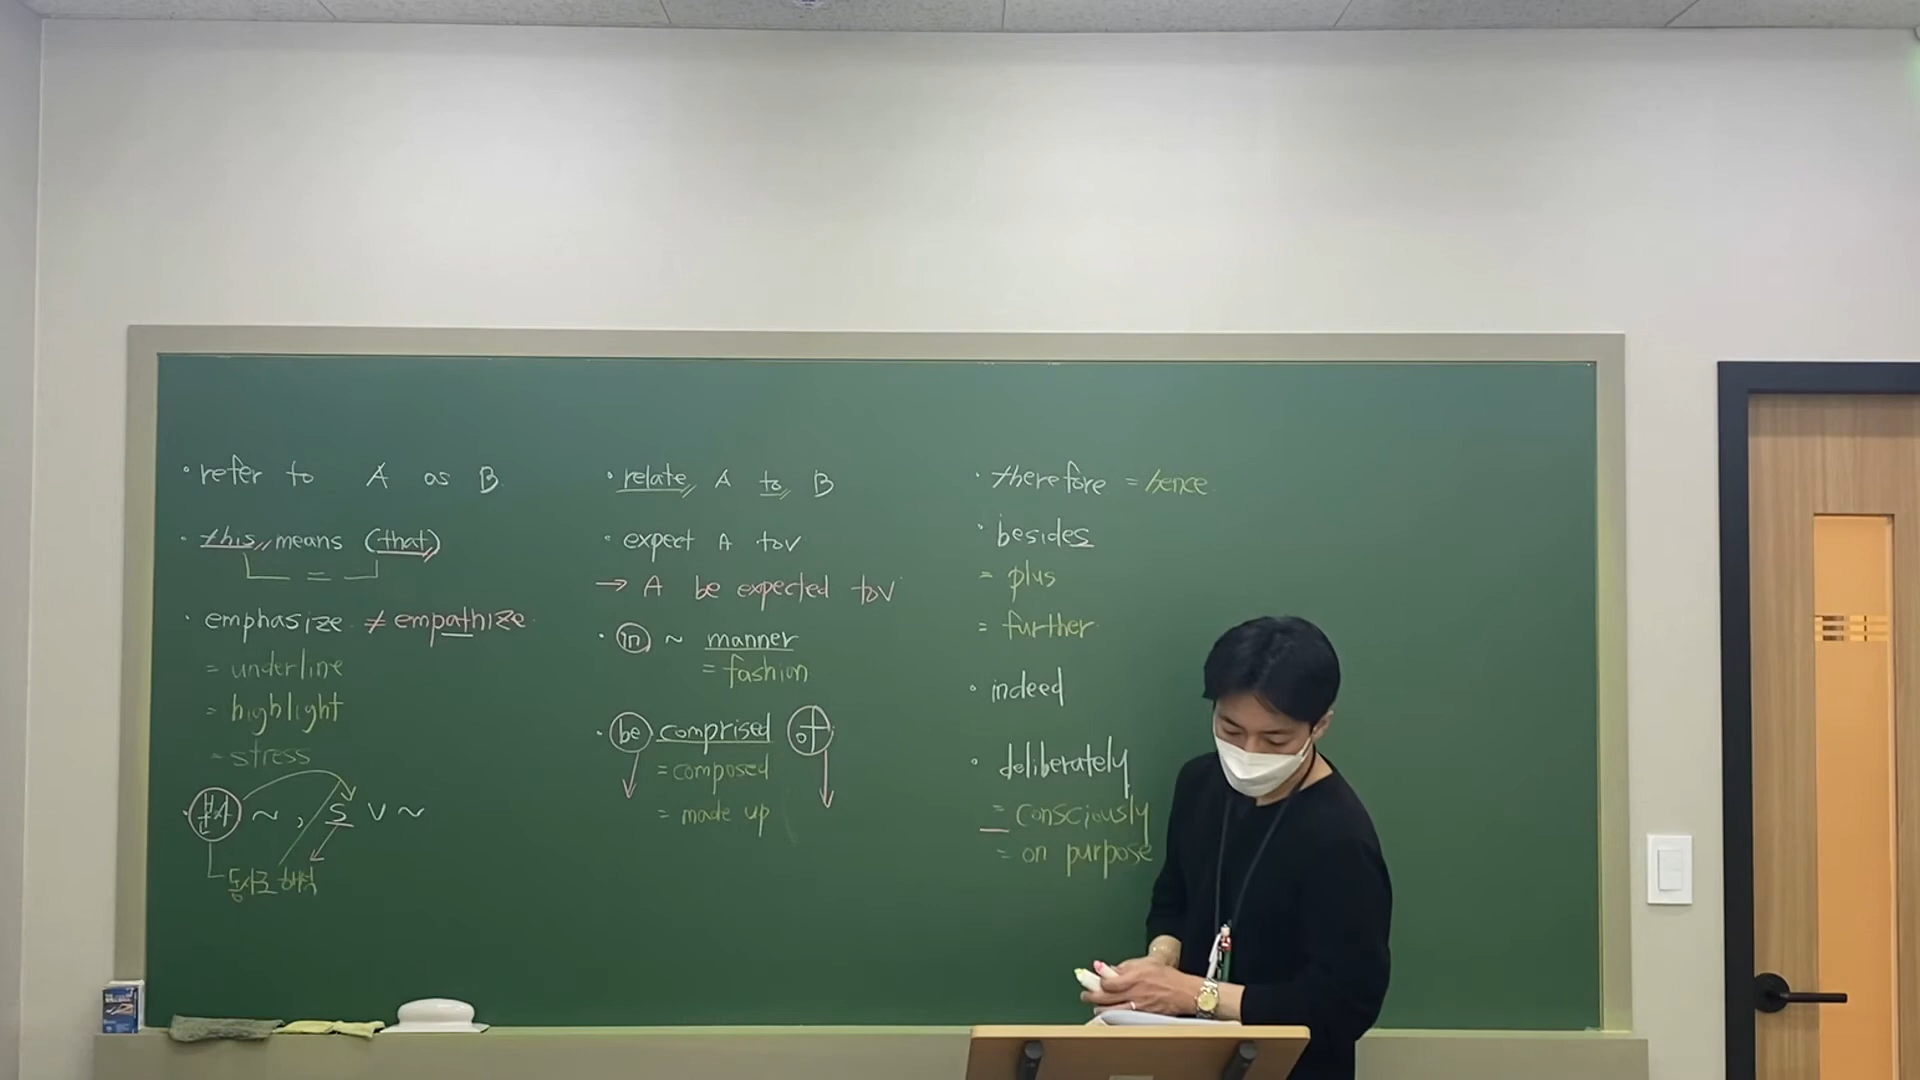 · refer to A as B
· this means (that)
=
· emphasize ≠ empathize
= underline
= highlight
= stress
· 분사 ~ , S V ~
동사로 해석
· relate A to B
· expect A to V
→ A be expected to V
· in ~ manner
= fashion
· be comprised of
= composed
= made up
· therefore = hence
· besides
= plus
= further
· indeed
· deliberately
= consciously
= on purpose